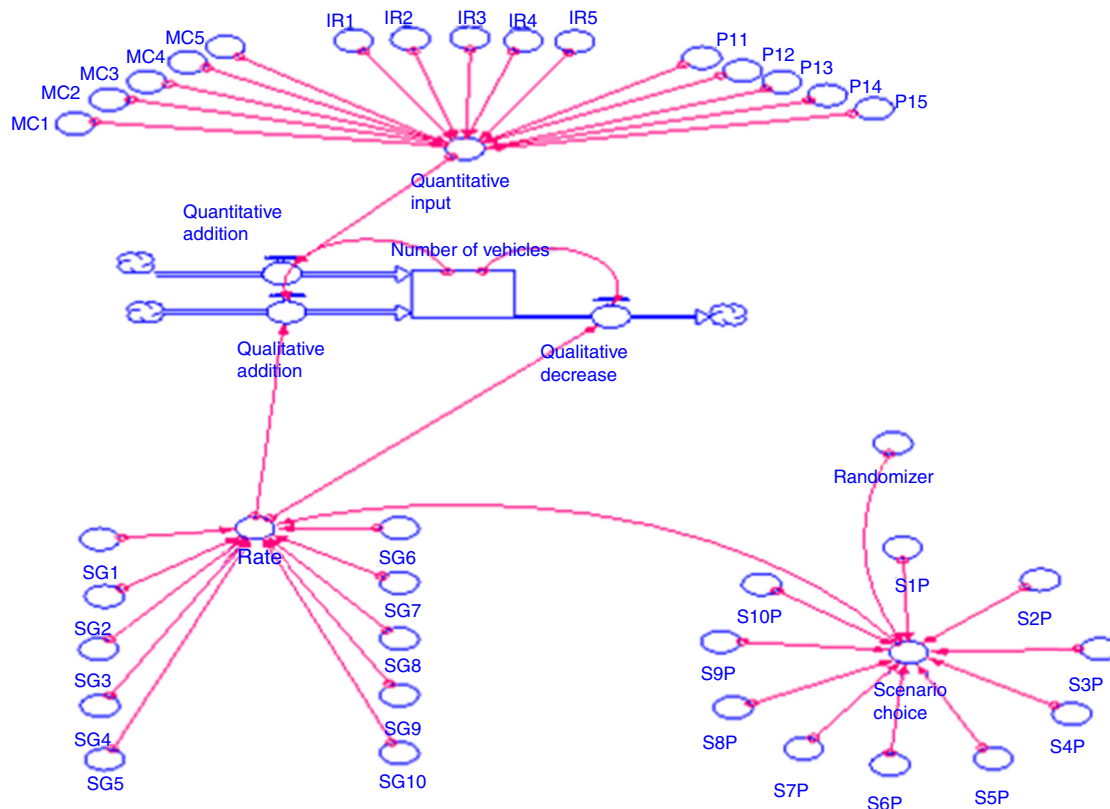 IR1
IR2
IR3
IR4
IR5
MC5
MC4
MC3
MC2
MC1
P11
P12
P13
P14
P15
Quantitative
input
Quantitative
addition
Number of vehicles
Qualitative
addition
Qualitative
decrease
Randomizer
Rate
SG1
SG2
SG3
SG4
SG5
SG6
SG7
SG8
SG9
SG10
S1P
S2P
S3P
S4P
S5P
S6P
S7P
S8P
S9P
S10P
Scenario
choice